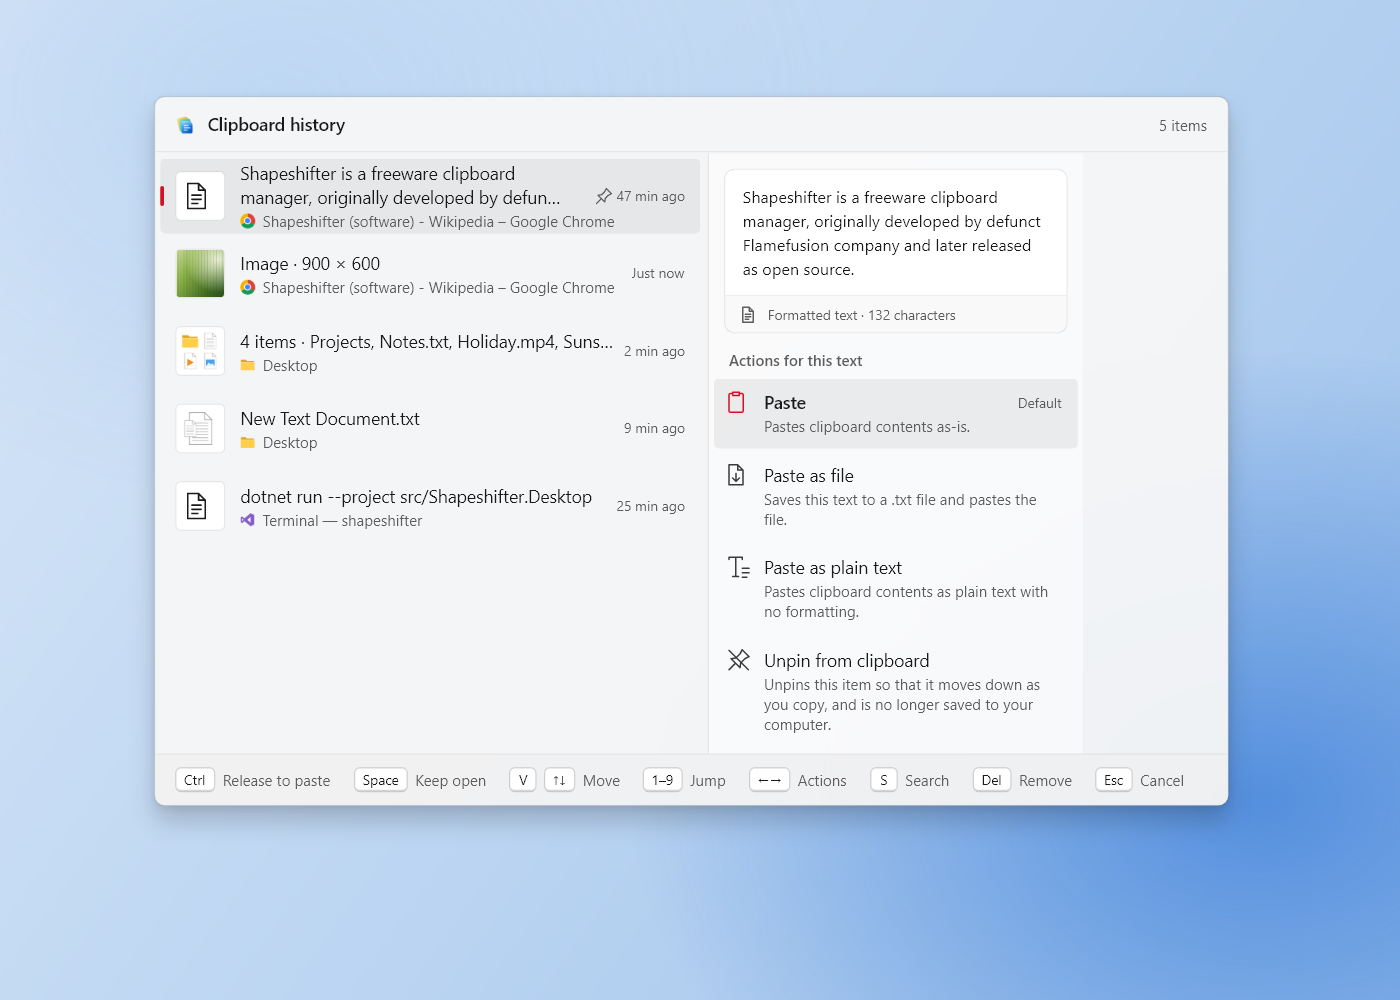 Clipboard history
5 items
Shapeshifter is a freeware clipboard
manager, originally developed by defun...
47 min ago
Shapeshifter (software) - Wikipedia – Google Chrome
Image · 900 × 600
Just now
Shapeshifter (software) - Wikipedia – Google Chrome
4 items · Projects, Notes.txt, Holiday.mp4, Suns...
2 min ago
Desktop
New Text Document.txt
9 min ago
Desktop
dotnet run --project src/Shapeshifter.Desktop
25 min ago
Terminal — shapeshifter
Shapeshifter is a freeware clipboard
manager, originally developed by defunct
Flamefusion company and later released
as open source.
Formatted text · 132 characters
Actions for this text
Paste
Default
Pastes clipboard contents as-is.
Paste as file
Saves this text to a .txt file and pastes the
file.
Paste as plain text
Pastes clipboard contents as plain text with
no formatting.
Unpin from clipboard
Unpins this item so that it moves down as
you copy, and is no longer saved to your
computer.
Ctrl Release to paste Space Keep open V ↑↓ Move 1–9 Jump ←→ Actions S Search Del Remove Esc Cancel